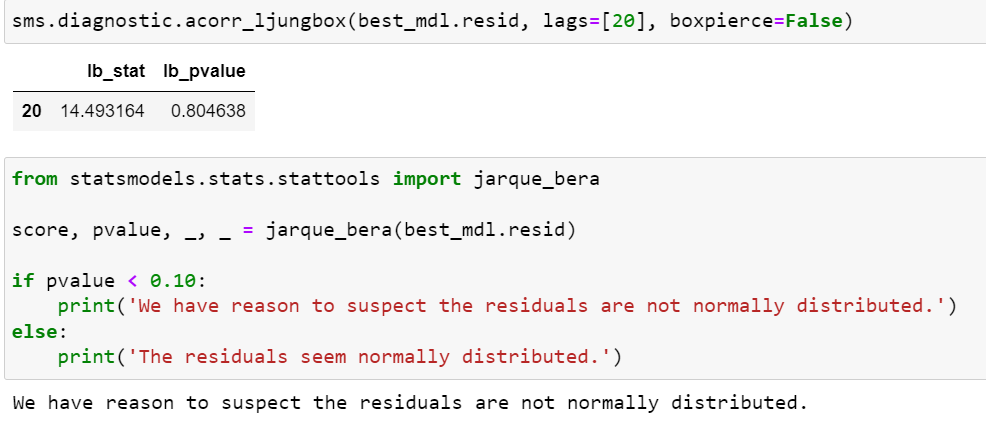 sms.diagnostic.acorr_ljungbox(best_mdl.resid, lags=[20], boxpierce=False)
lb_stat lb_pvalue
20 14.493164 0.804638
from statsmodels.stats.stattools import jarque_bera
score, pvalue, _, _ = jarque_bera(best_mdl.resid)
if pvalue < 0.10:
    print('We have reason to suspect the residuals are not normally distributed.')
else:
    print('The residuals seem normally distributed.')
We have reason to suspect the residuals are not normally distributed.